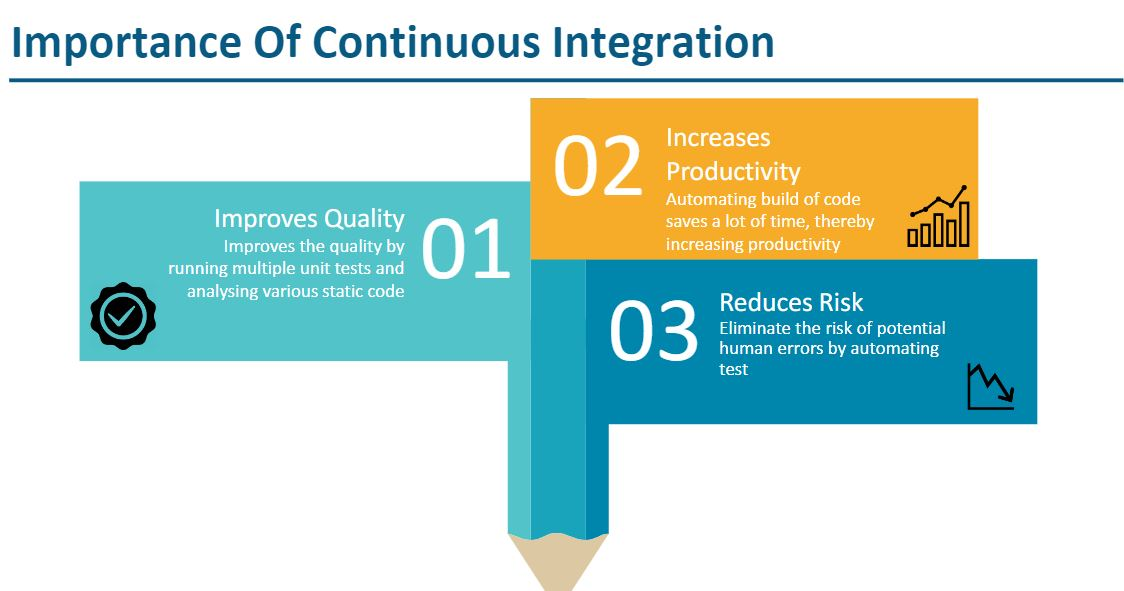 Importance Of Continuous Integration
01
Improves Quality
Improves the quality by
running multiple unit tests and
analysing various static code
02
Increases
Productivity
Automating build of code
saves a lot of time, thereby
increasing productivity
03
Reduces Risk
Eliminate the risk of potential
human errors by automating
test